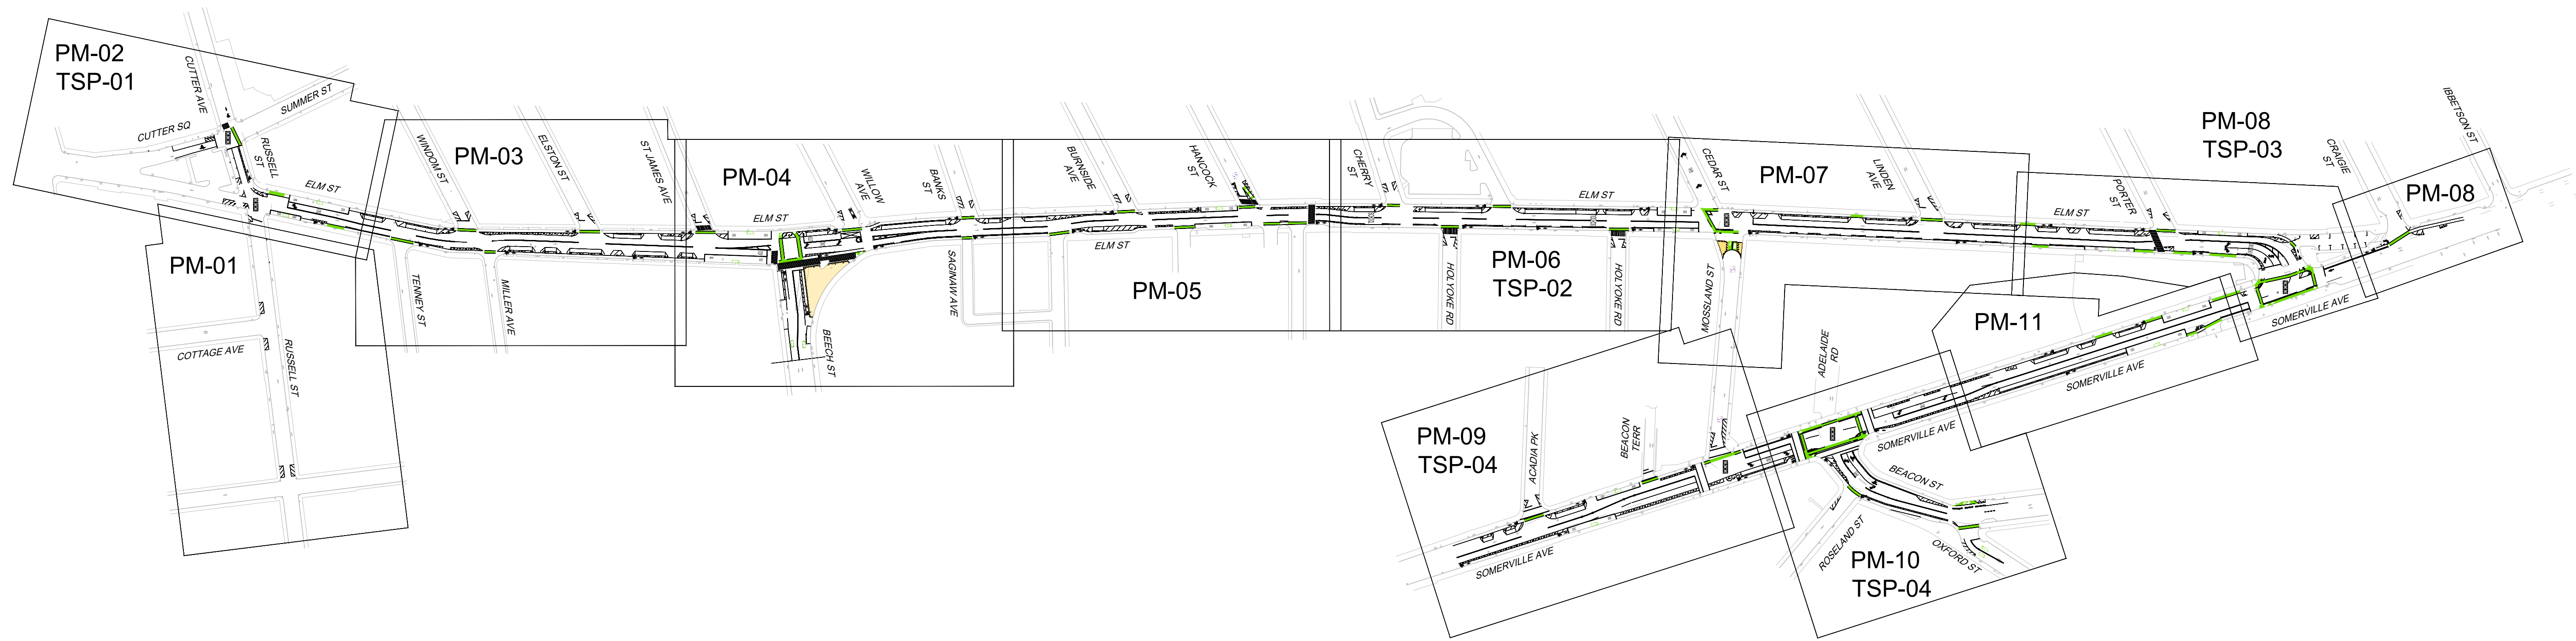 PM-02
TSP-01
CUTTER AVE
SUMMER ST
CUTTER SQ
RUSSELL
ST
ELM ST
PM-01
COTTAGE AVE
RUSSELL ST
WINDOM ST
PM-03
ELSTON ST
ST JAMES AVE
TENNEY ST
MILLER AVE
PM-04
ELM ST
WILLOW
AVE
BANKS
ST
BEECH ST
SAGINAW AVE
BURNSIDE
AVE
HANCOCK
ST
ELM ST
PM-05
CHERRY
ST
ELM ST
HOLYOKE RD
PM-06
TSP-02
HOLYOKE RD
CEDAR ST
PM-07
LINDEN
AVE
MOSSLAND ST
ELM ST
PORTER
ST
PM-08
TSP-03
CRAIGIE
ST
IBBETSON ST
PM-08
SOMERVILLE AVE
PM-11
SOMERVILLE AVE
ADELAIDE
RD
SOMERVILLE AVE
PM-09
TSP-04
ACADIA PK
BEACON
TERR
SOMERVILLE AVE
BEACON ST
ROSELAND ST
OXFORD ST
PM-10
TSP-04